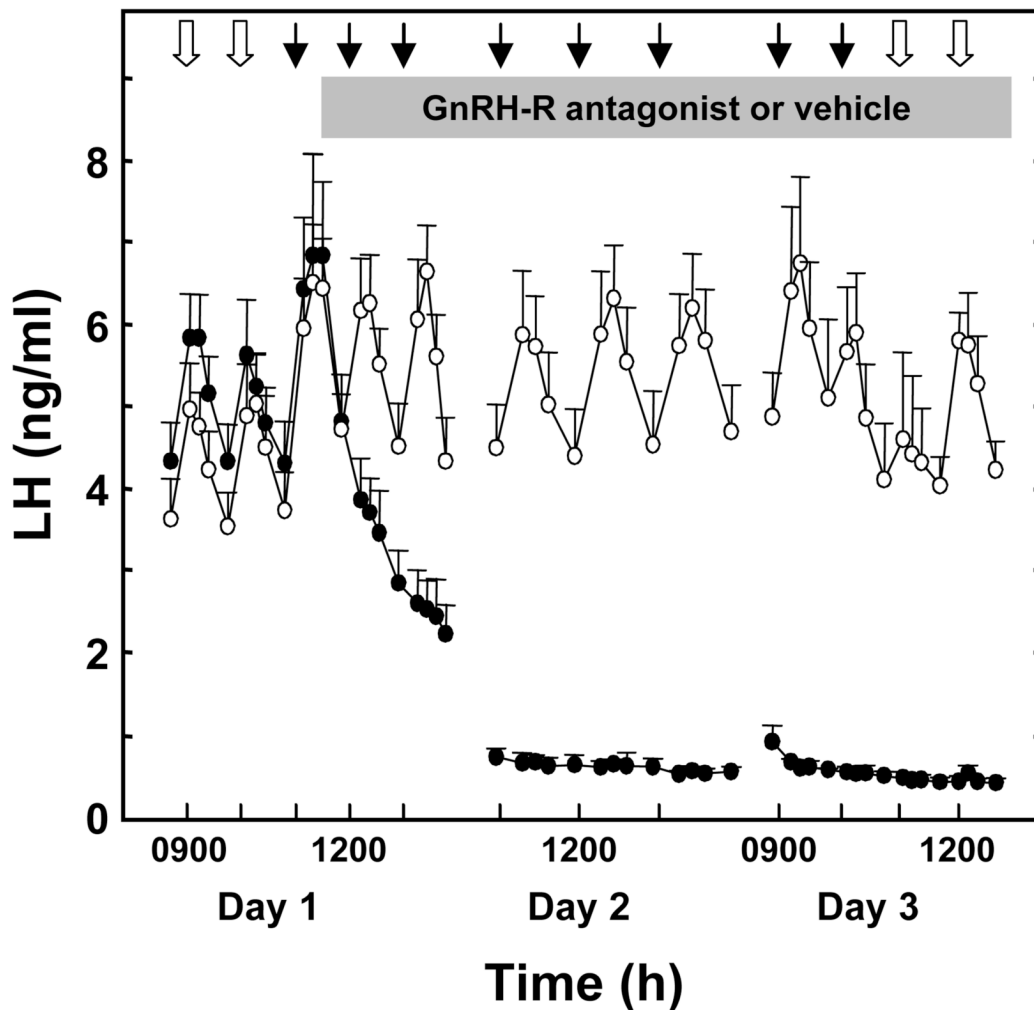 GnRH-R antagonist or vehicle
8
6
4
2
0
LH (ng/ml)
0900 1200 1200 0900 1200
Day 1 Day 2 Day 3
Time (h)